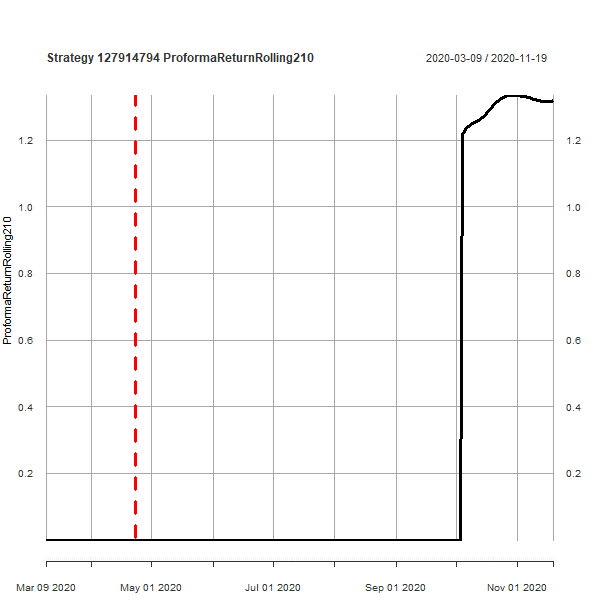 Strategy 127914794 ProformaReturnRolling210
2020-03-09 / 2020-11-19
ProformaReturnRolling210
1.2
1.0
0.8
0.6
0.4
0.2
1.2
1.0
0.8
0.6
0.4
0.2
Mar 09 2020
May 01 2020
Jul 01 2020
Sep 01 2020
Nov 01 2020